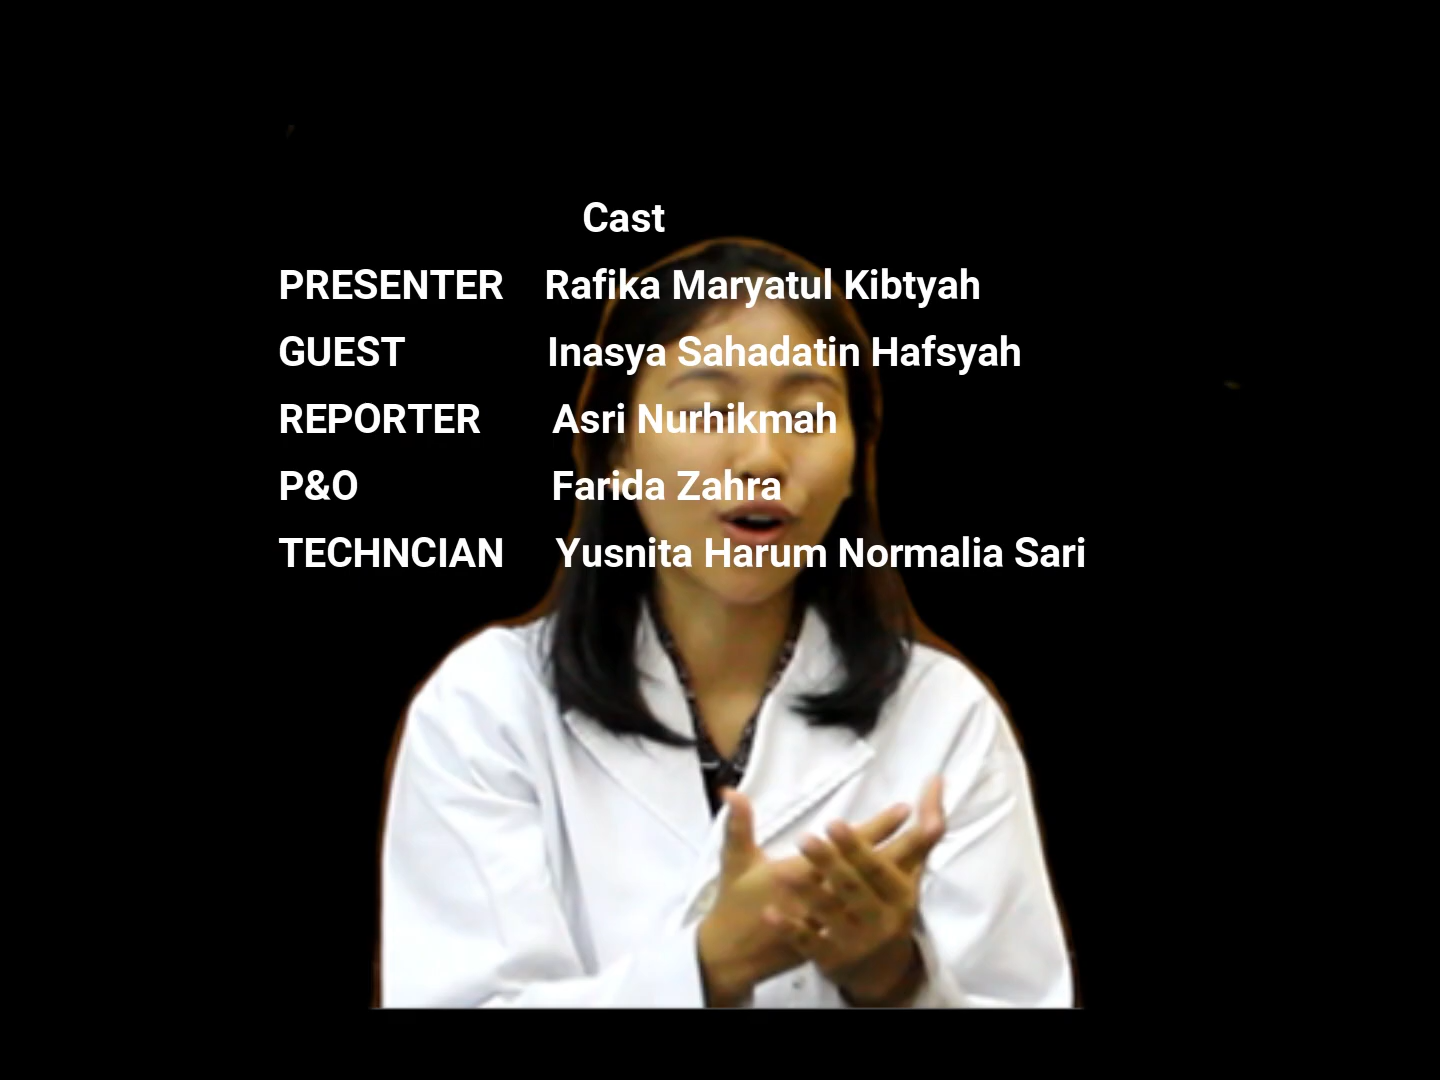 Cast
PRESENTER Rafika Maryatul Kibtyah
GUEST Inasya Sahadatin Hafsyah
REPORTER Asri Nurhikmah
P&O Farida Zahra
TECHNCIAN Yusnita Harum Normalia Sari